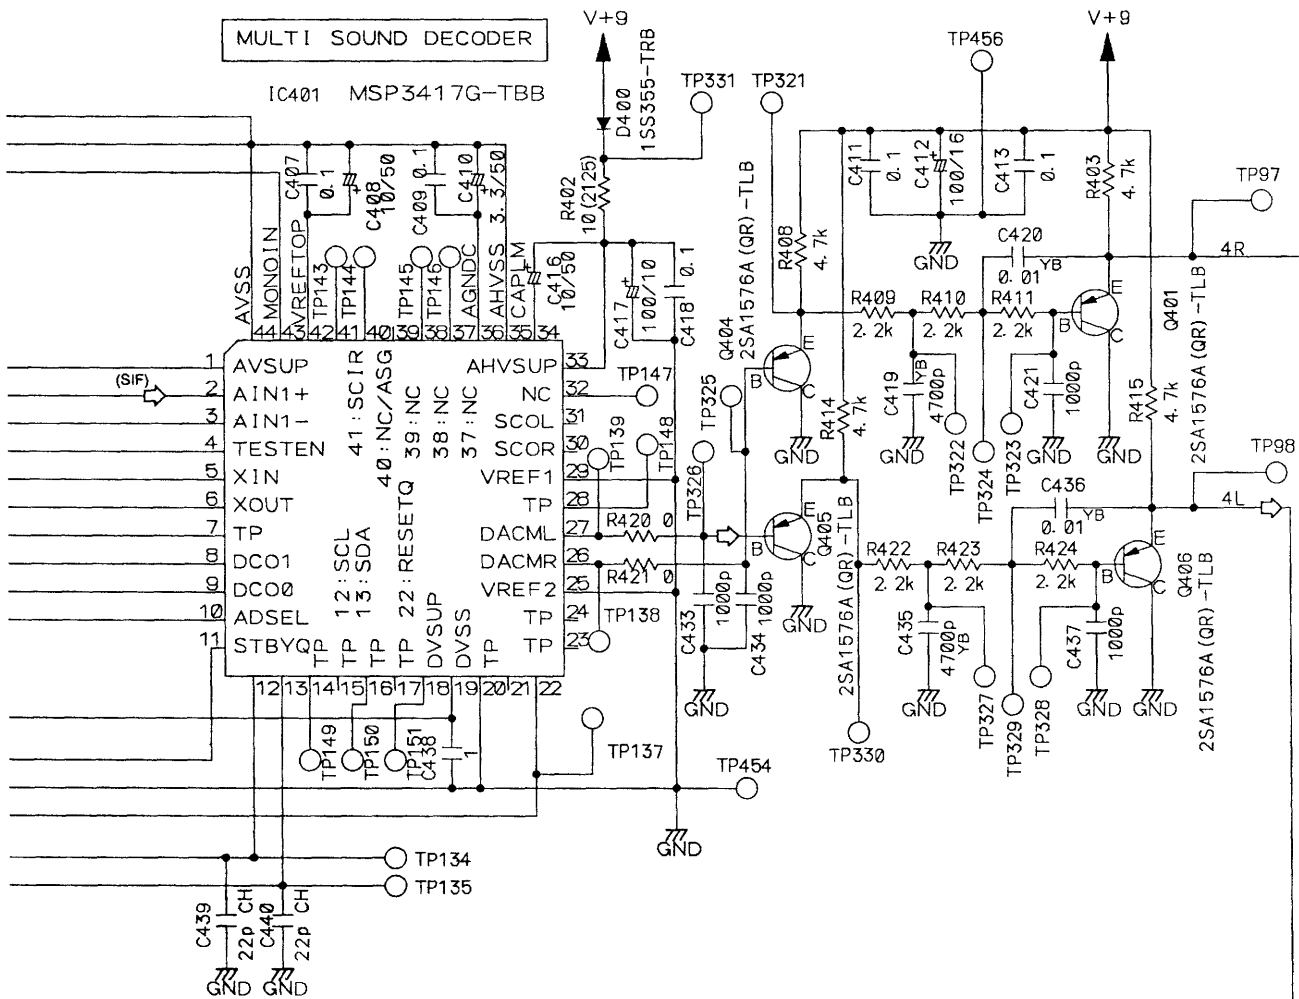 MULTI SOUND DECODER
IC401 MSP3417G-TBB
V+9
D400
1SS355-TRB
TP331
TP321
TP456
V+9
C407
0.1
C408
10/50
C409
0.1
C410
3.3/50
R402
10(2125)
C416
10/50
C417
100/10
C418
0.1
R408
4.7k
C411
0.1
C412
100/16
C413
0.1
GND
R403
4.7k
TP97
4R
C420
0.01
YB
AVSS
MONOIN
VREFTOP
TP143
TP144
TP145
TP146
AGNDC
AHVSS
CAPLM
44
43
42
41
40
39
38
37
36
35
34
1
2
3
4
5
6
7
8
9
10
11
(SIF)
AVSUP
AIN1+
AIN1-
TESTEN
XIN
XOUT
TP
DCO1
DCO0
ADSEL
STBYQ
41:SCIR
40:NC/ASG
39:NC
38:NC
37:NC
12:SCL
13:SDA
22:RESETQ
AHVSUP
NC
SCOL
SCOR
VREF1
TP
DACML
DACMR
VREF2
TP
TP
33
32
31
30
29
28
27
26
25
24
23
TP
TP
TP
TP
DVSUP
DVSS
TP
12
13
14
15
16
17
18
19
20
21
22
TP147
TP139
TP148
R420 0
R421 0
TP138
TP325
TP326
Q404
2SA1576A(QR)-TLB
E
B
C
GND
R414
4.7k
R409
2.2k
R410
2.2k
R411
2.2k
C419
YB
4700p
GND
TP322
TP324
TP323
C421
1000p
GND
E
B
C
GND
Q401
2SA1576A(QR)-TLB
R415
4.7k
TP98
4L
C433
1000p
C434
1000p
GND
E
B
C
GND
Q405
2SA1576A(QR)-TLB
TP330
R422
2.2k
R423
2.2k
R424
2.2k
C436
0.01
YB
C435
4700p
YB
GND
TP327
TP329
TP328
C437
1000p
GND
E
B
C
GND
Q406
2SA1576A(QR)-TLB
TP149
TP150
TP151
C438
1
TP137
TP454
GND
TP134
TP135
C439
22p CH
C440
22p CH
GND
GND